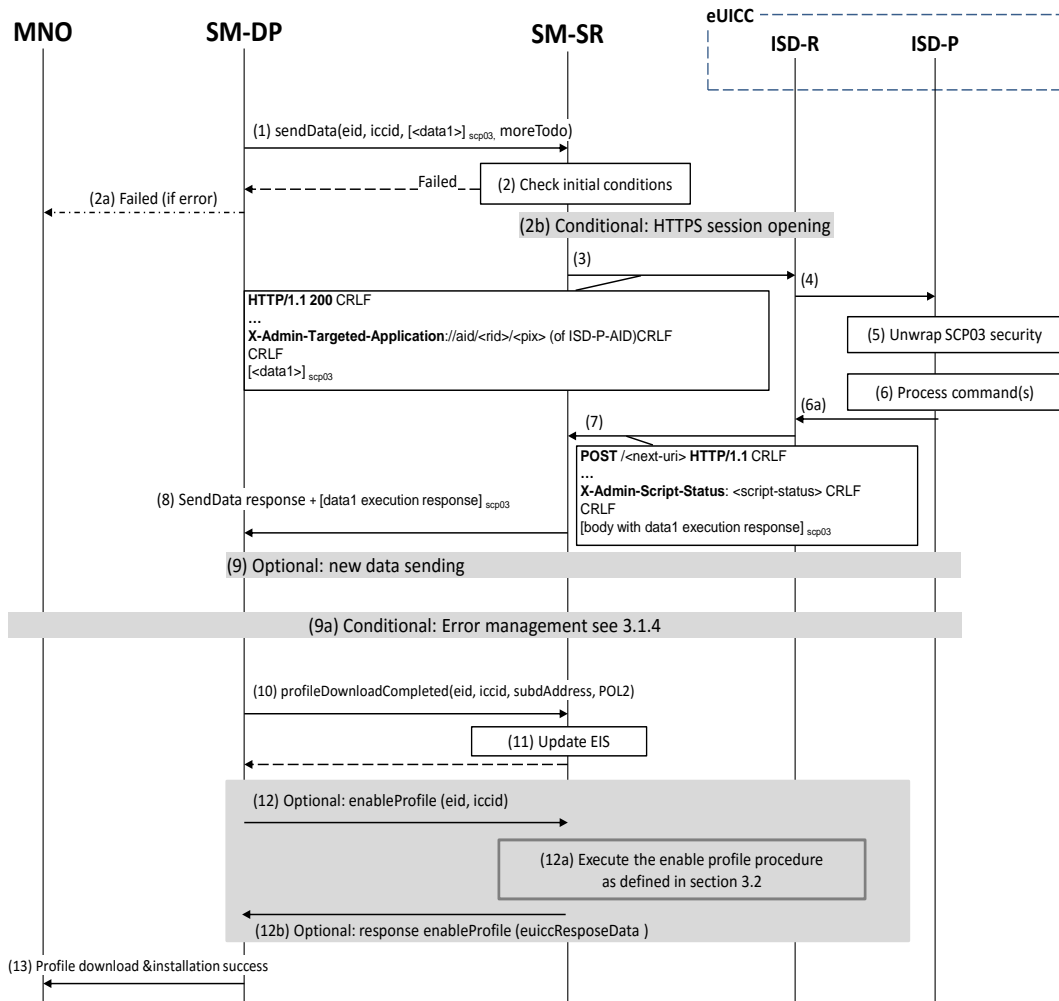 eUICC
MNO SM-DP SM-SR ISD-R ISD-P
(1) sendData(eid, iccid, [<data1>] scp03, moreTodo)
Failed
(2) Check initial conditions
(2a) Failed (if error)
(2b) Conditional: HTTPS session opening
(3)
(4)
HTTP/1.1 200 CRLF
...
X-Admin-Targeted-Application://aid/<rid>/<pix> (of ISD-P-AID)CRLF
CRLF
[<data1>] scp03
(5) Unwrap SCP03 security
(6) Process command(s)
(6a)
(7)
POST /<next-uri> HTTP/1.1 CRLF
...
X-Admin-Script-Status: <script-status> CRLF
CRLF
[body with data1 execution response] scp03
(8) SendData response + [data1 execution response] scp03
(9) Optional: new data sending
(9a) Conditional: Error management see 3.1.4
(10) profileDownloadCompleted(eid, iccid, subdAddress, POL2)
(11) Update EIS
(12) Optional: enableProfile (eid, iccid)
(12a) Execute the enable profile procedure
as defined in section 3.2
(12b) Optional: response enableProfile (euiccResposeData )
(13) Profile download &installation success